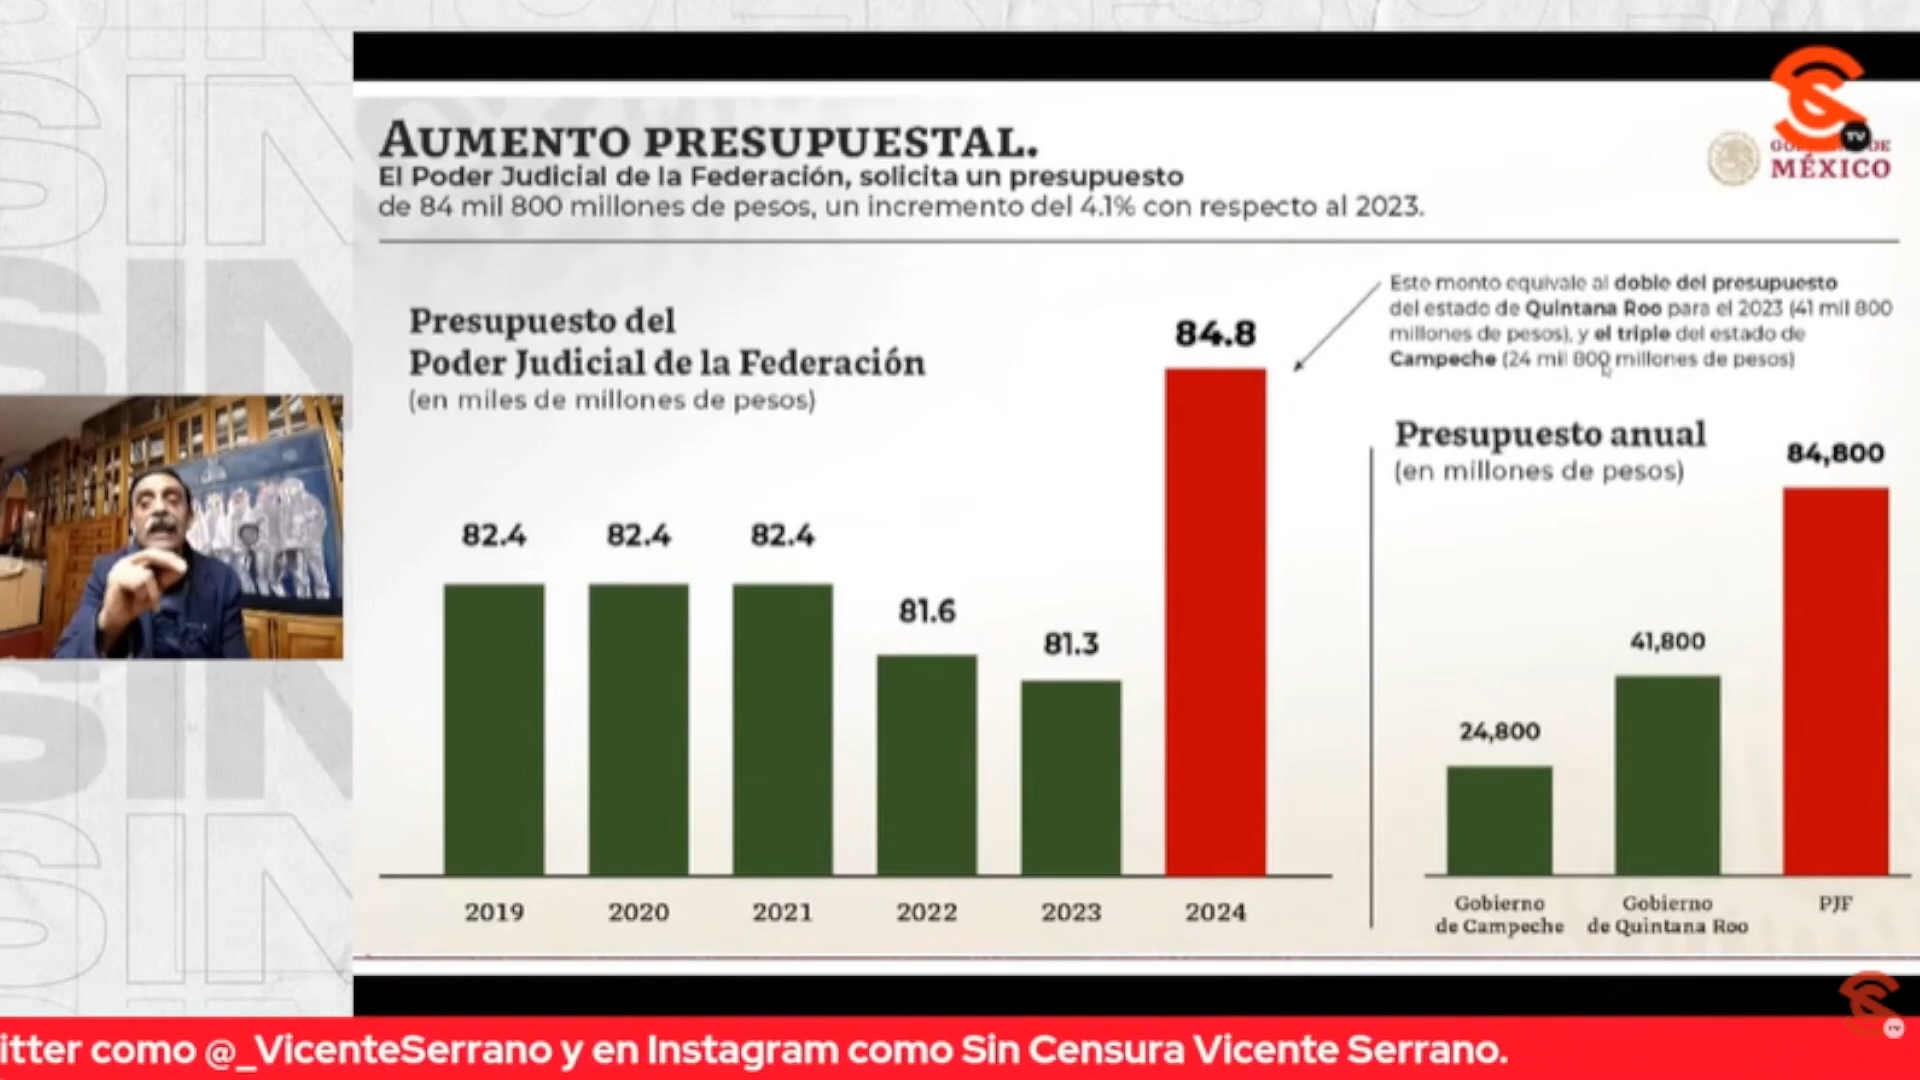 AUMENTO PRESUPUESTAL.
El Poder Judicial de la Federación, solicita un presupuesto
de 84 mil 800 millones de pesos, un incremento del 4.1% con respecto al 2023.
TV
MÉXICO
Presupuesto del
Poder Judicial de la Federación
(en miles de millones de pesos)
82.4
82.4
82.4
81.6
81.3
84.8
2019
2020
2021
2022
2023
2024
Este monto equivale al doble del presupuesto
del estado de Quintana Roo para el 2023 (41 mil 800
millones de pesos), y el triple del estado de
Campeche (24 mil 800 millones de pesos)
Presupuesto anual
(en millones de pesos)
24,800
41,800
84,800
Gobierno
de Campeche
Gobierno
de Quintana Roo
PJF
TV
itter como @_VicenteSerrano y en Instagram como Sin Censura Vicente Serrano.